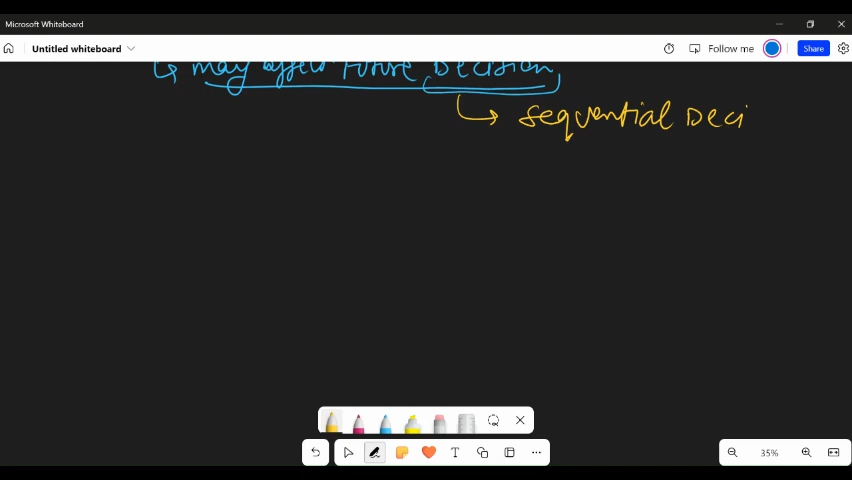 Microsoft Whiteboard
Untitled whiteboard
Follow me
Share
↳ may affect Future Decision
↳ Sequential Deci
T
35%